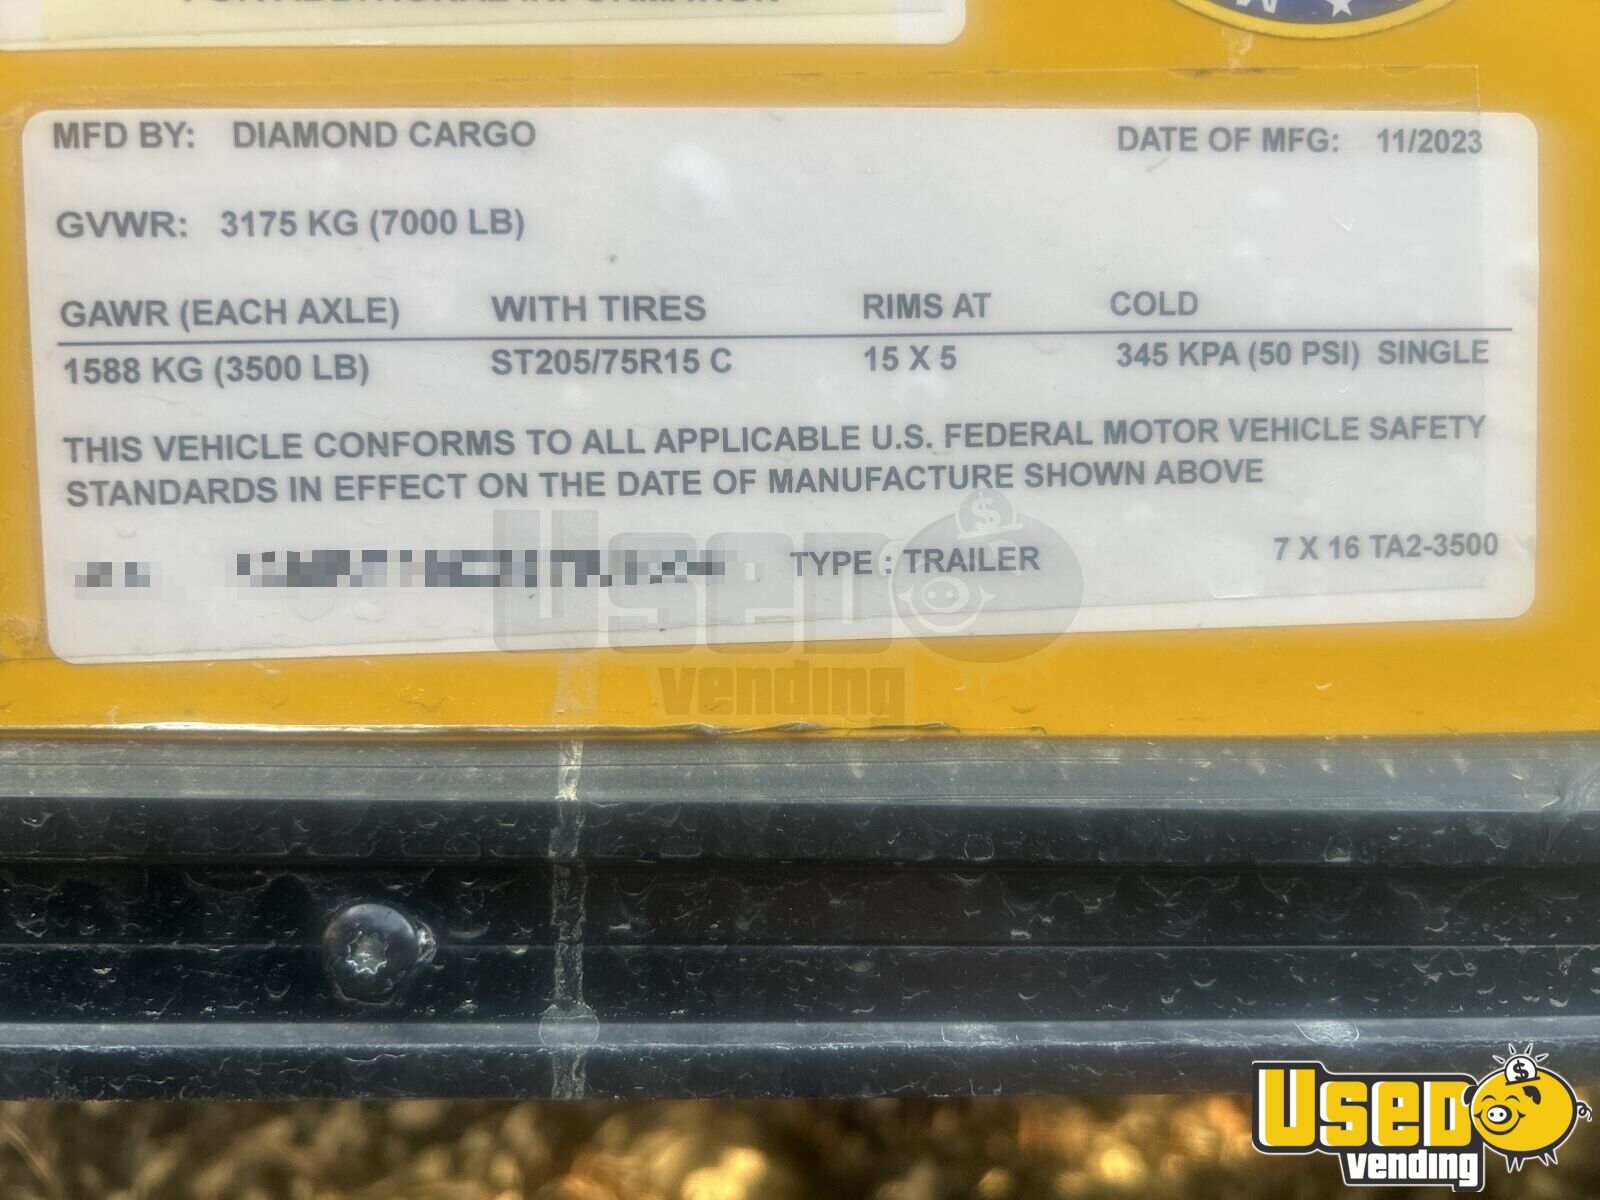 FOR ADDITIONAL INFORMATION
MFD BY: DIAMOND CARGO DATE OF MFG: 11/2023
GVWR: 3175 KG (7000 LB)
GAWR (EACH AXLE) WITH TIRES RIMS AT COLD
1588 KG (3500 LB) ST205/75R15 C 15 X 5 345 KPA (50 PSI) SINGLE
THIS VEHICLE CONFORMS TO ALL APPLICABLE U.S. FEDERAL MOTOR VEHICLE SAFETY
STANDARDS IN EFFECT ON THE DATE OF MANUFACTURE SHOWN ABOVE
TYPE : TRAILER 7 X 16 TA2-3500
USED
vending
USED
vending